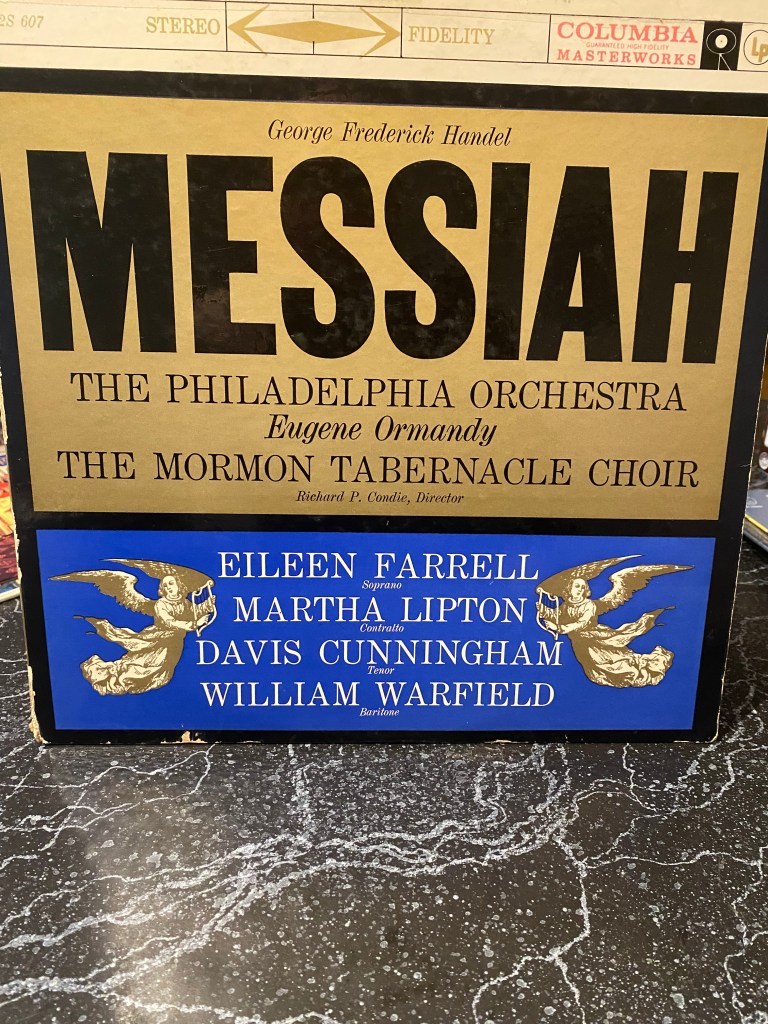 2S 607
STEREO
FIDELITY
COLUMBIA
GUARANTEED HIGH FIDELITY
MASTERWORKS
Lp
George Frederick Handel
MESSIAH
THE PHILADELPHIA ORCHESTRA
Eugene Ormandy
THE MORMON TABERNACLE CHOIR
Richard P. Condie, Director
EILEEN FARRELL
Soprano
MARTHA LIPTON
Contralto
DAVIS CUNNINGHAM
Tenor
WILLIAM WARFIELD
Baritone